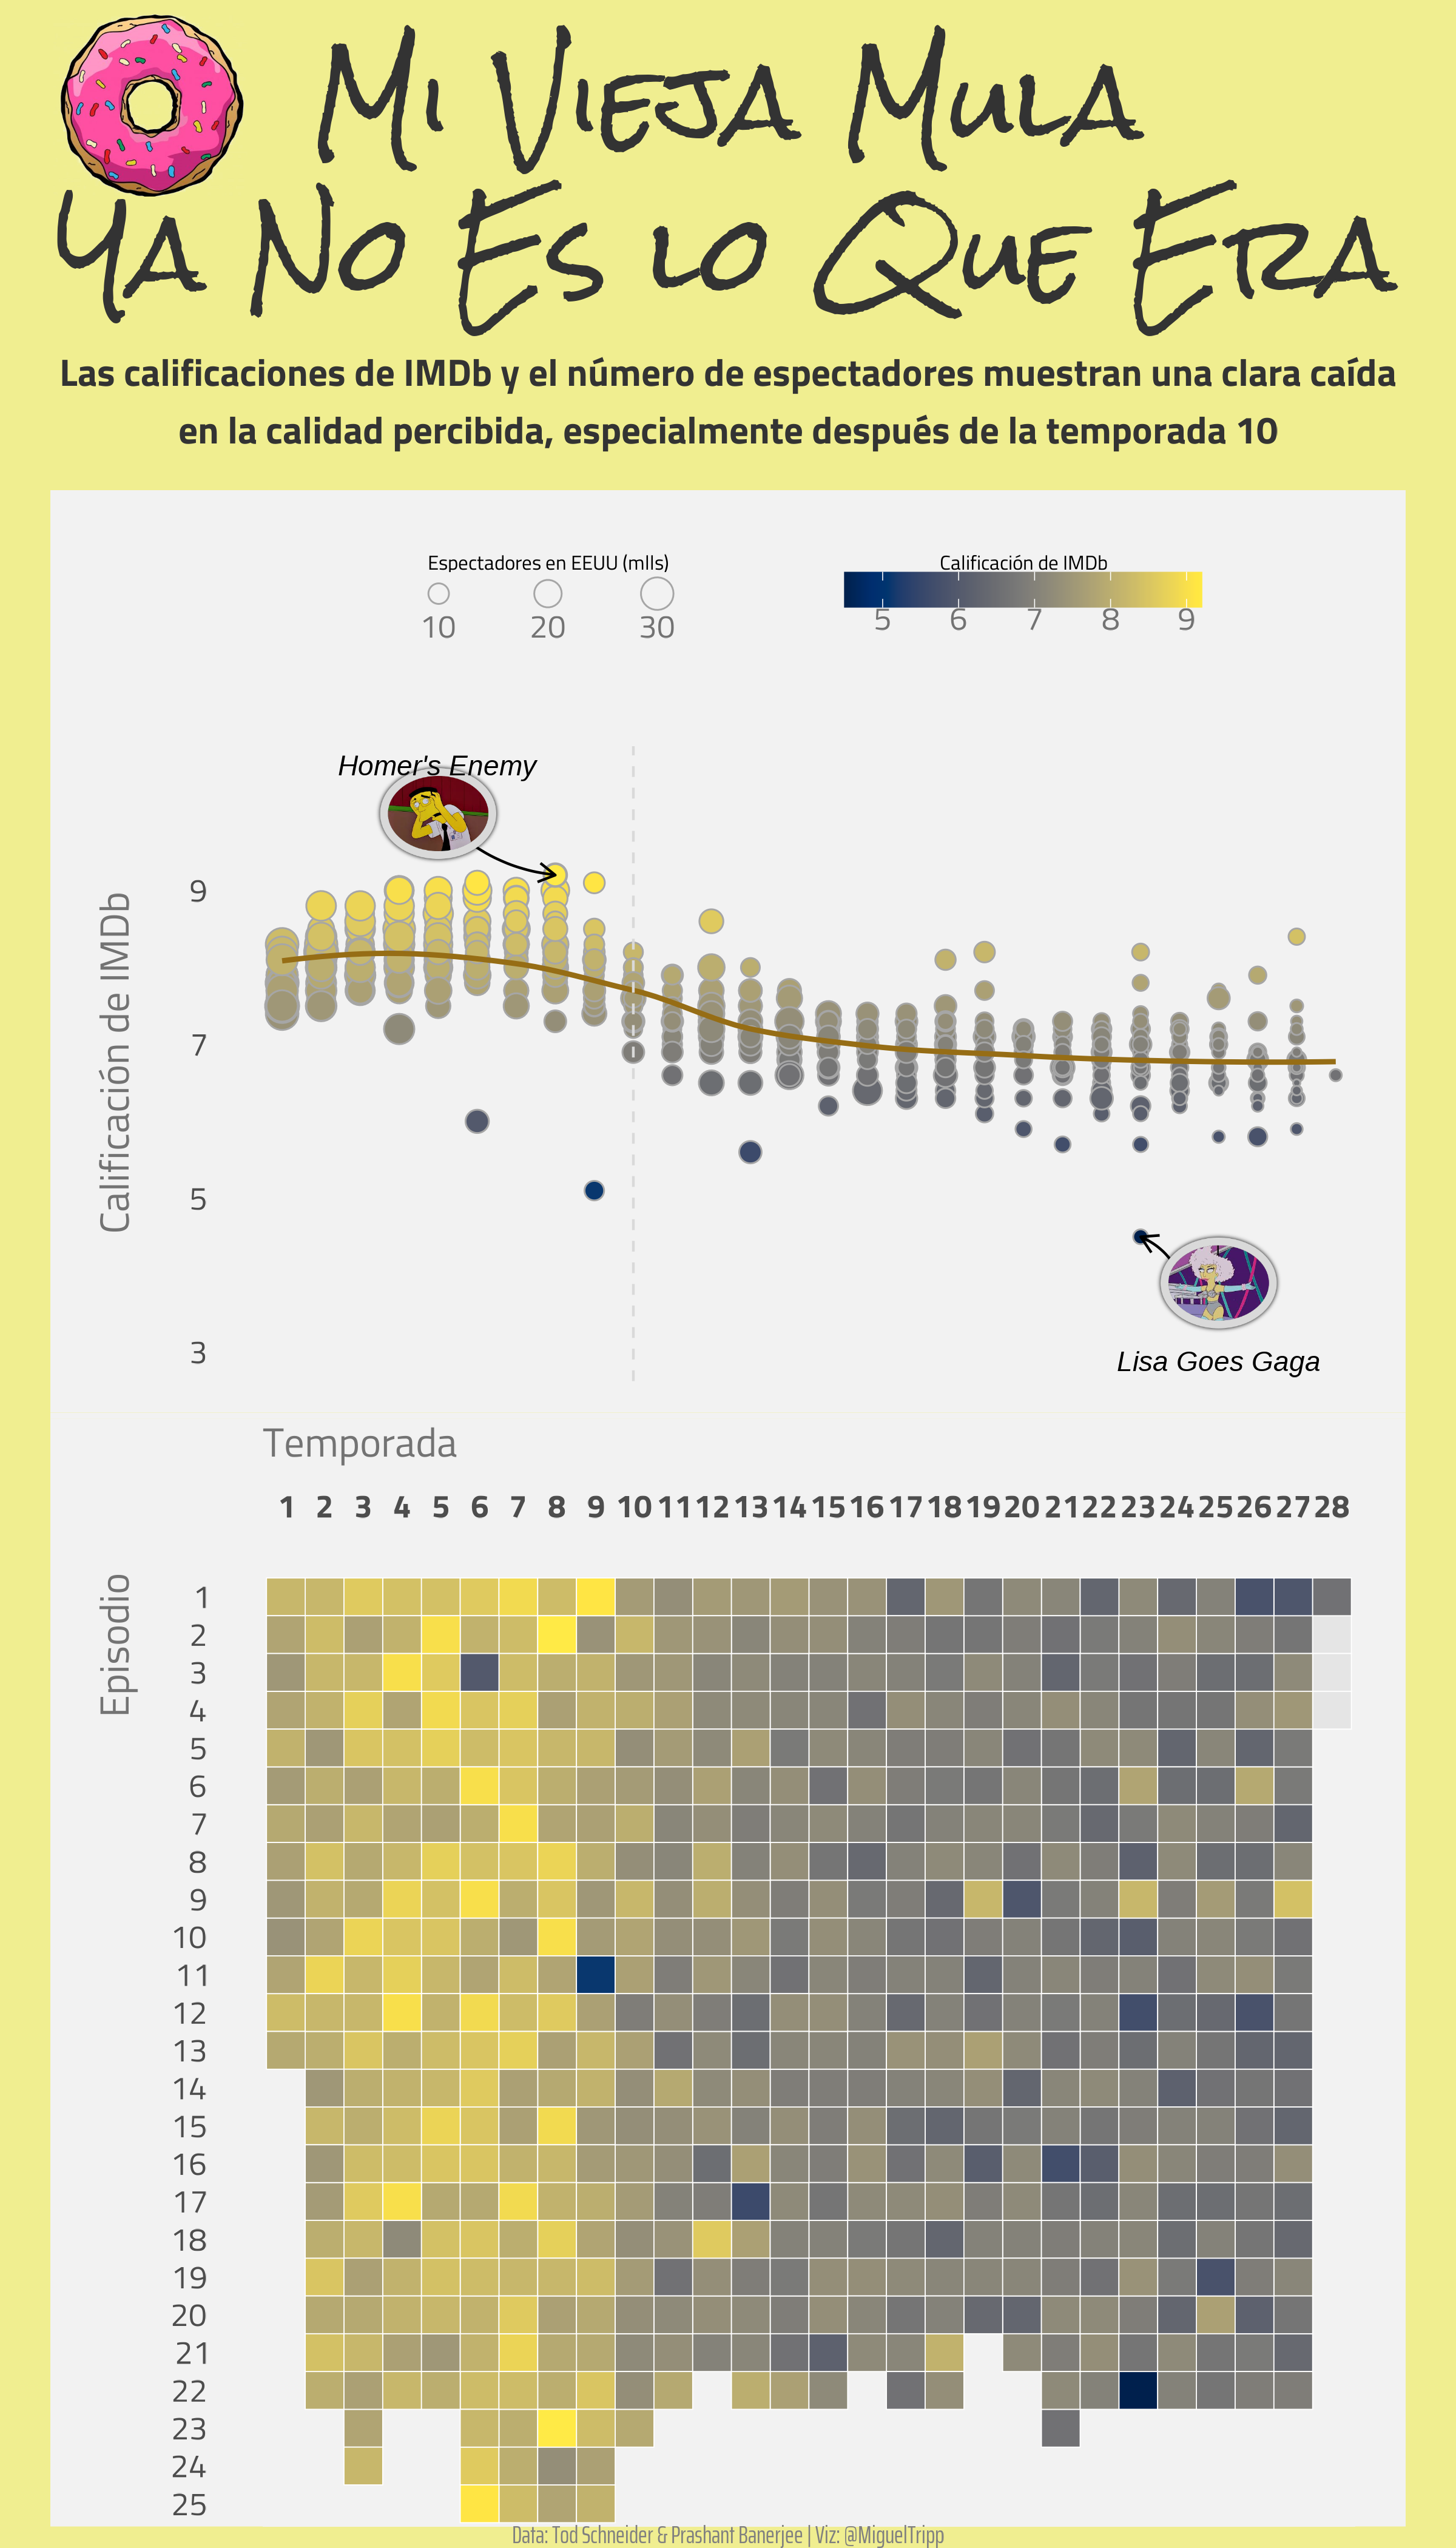 Mi Vieja Mula
Ya No Es lo Que Era
Las calificaciones de IMDb y el número de espectadores muestran una clara caída
en la calidad percibida, especialmente después de la temporada 10
Espectadores en EEUU (mlls)
10 20 30
Calificación de IMDb
5 6 7 8 9
Homer's Enemy
Calificación de IMDb
9
7
5
3
Lisa Goes Gaga
Temporada
1 2 3 4 5 6 7 8 9 10 11 12 13 14 15 16 17 18 19 20 21 22 23 24 25 26 27 28
Episodio
1
2
3
4
5
6
7
8
9
10
11
12
13
14
15
16
17
18
19
20
21
22
23
24
25
Data: Tod Schneider & Prashant Banerjee | Viz: @MiguelTripp